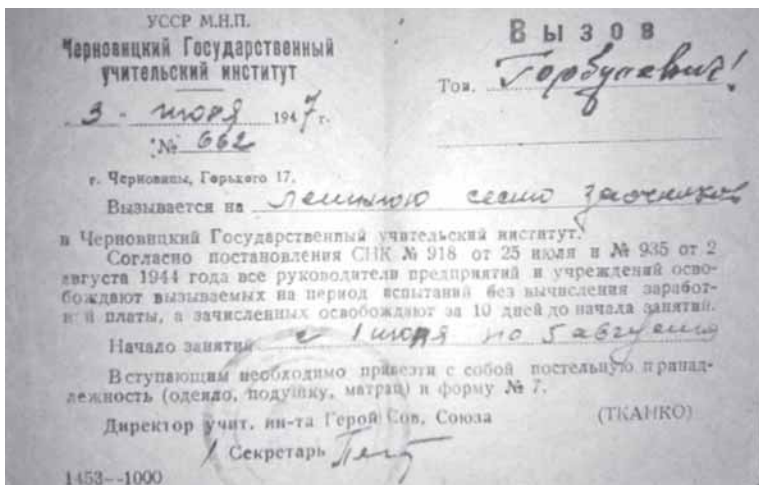 УССР М.Н.П.
Черновицкий Государственный
учительский институт
3 - июля 1947 г.
№ 662
г. Черновицы, Горького 17.
Вызов
Тов. !
Вызывается на летнюю сессию заочников
в Черновицкий Государственный учительский институт.
Согласно постановления СНК № 918 от 25 июля и № 935 от 2
августа 1944 года все руководители предприятий и учреждений осво-
бождают вызываемых на период испытаний без вычисления заработ-
ной платы, а зачисленных освобождают за 10 дней до начала занятий.
Начало занятий с 1 июля по 5 августа
Вступающим необходимо привезти с собой постельную принад-
лежность (одеяло, подушку, матрац) и форму № 7.
Директор учит. ин-та Герой Сов. Союза (ТКАНКО)
Секретарь
1453--1000